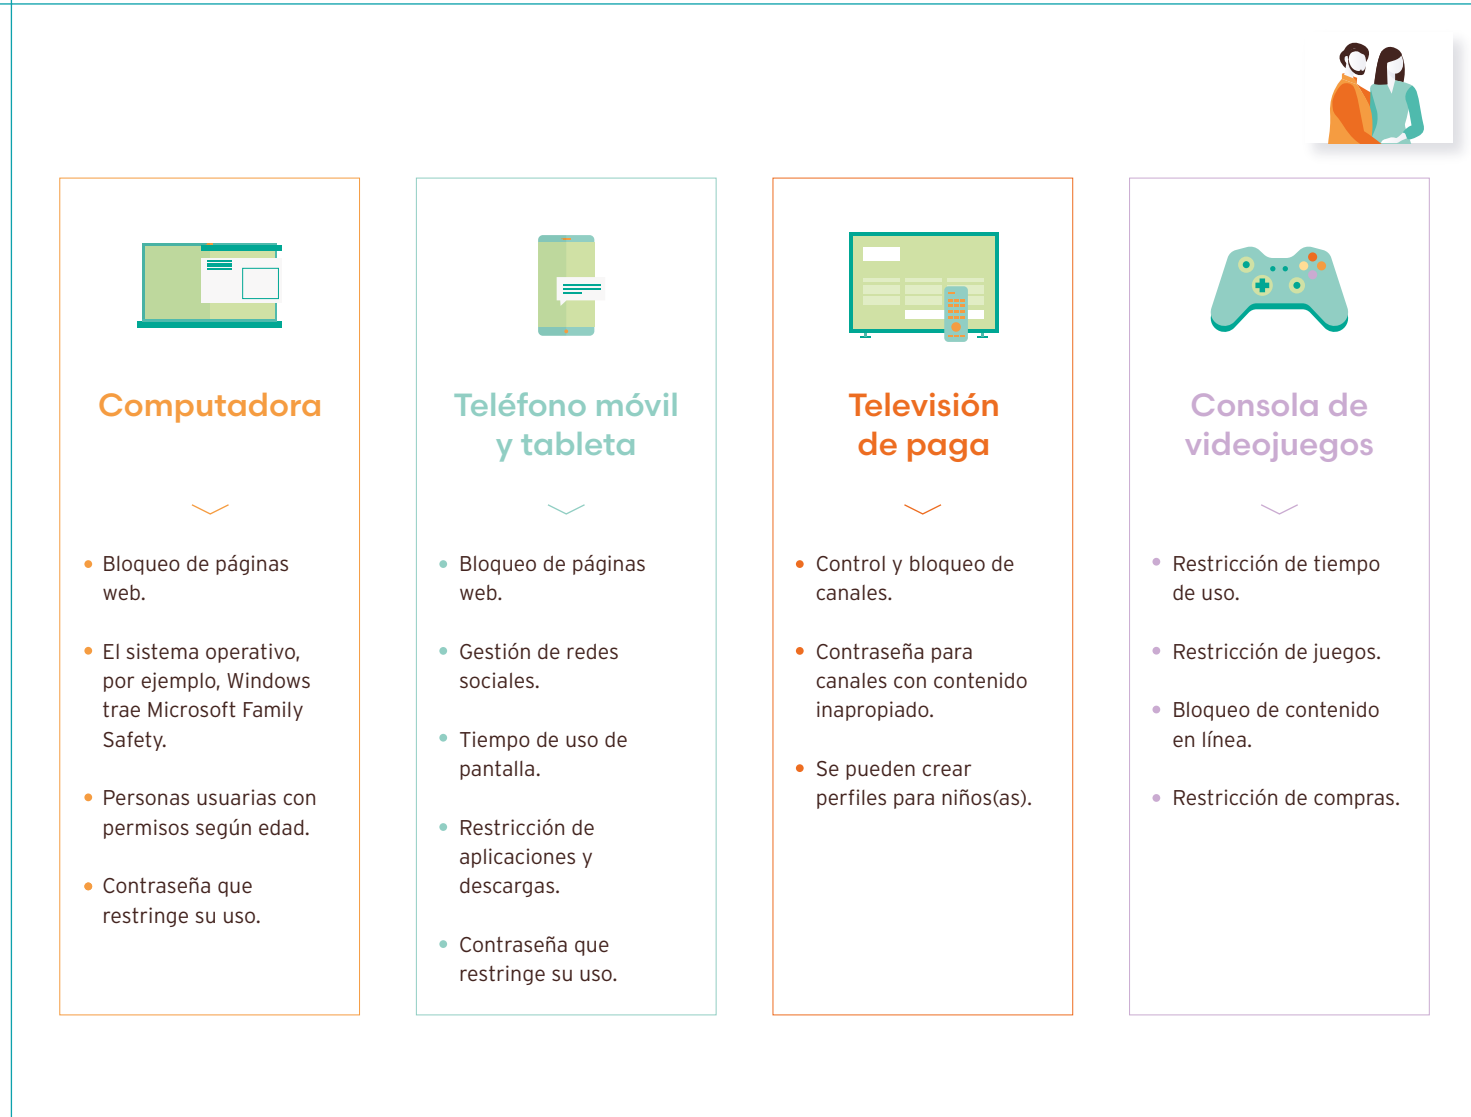 Computadora
Bloqueo de páginas
web.
El sistema operativo,
por ejemplo, Windows
trae Microsoft Family
Safety.
Personas usuarias con
permisos según edad.
Contraseña que
restringe su uso.
Teléfono móvil
y tableta
Bloqueo de páginas
web.
Gestión de redes
sociales.
Tiempo de uso de
pantalla.
Restricción de
aplicaciones y
descargas.
Contraseña que
restringe su uso.
Televisión
de paga
Control y bloqueo de
canales.
Contraseña para
canales con contenido
inapropiado.
Se pueden crear
perfiles para niños(as).
Consola de
videojuegos
Restricción de tiempo
de uso.
Restricción de juegos.
Bloqueo de contenido
en línea.
Restricción de compras.